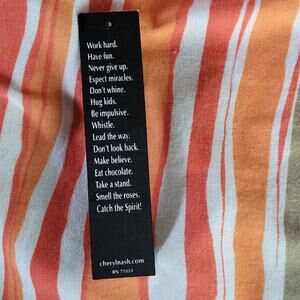 Work hard.
Have fun.
Never give up.
Expect miracles.
Don't whine.
Hug kids.
Be impulsive.
Whistle.
Lead the way.
Don't look back.
Make believe.
Eat chocolate.
Take a stand.
Smell the roses.
Catch the Spirit!
cherylnash.com
RN 71051